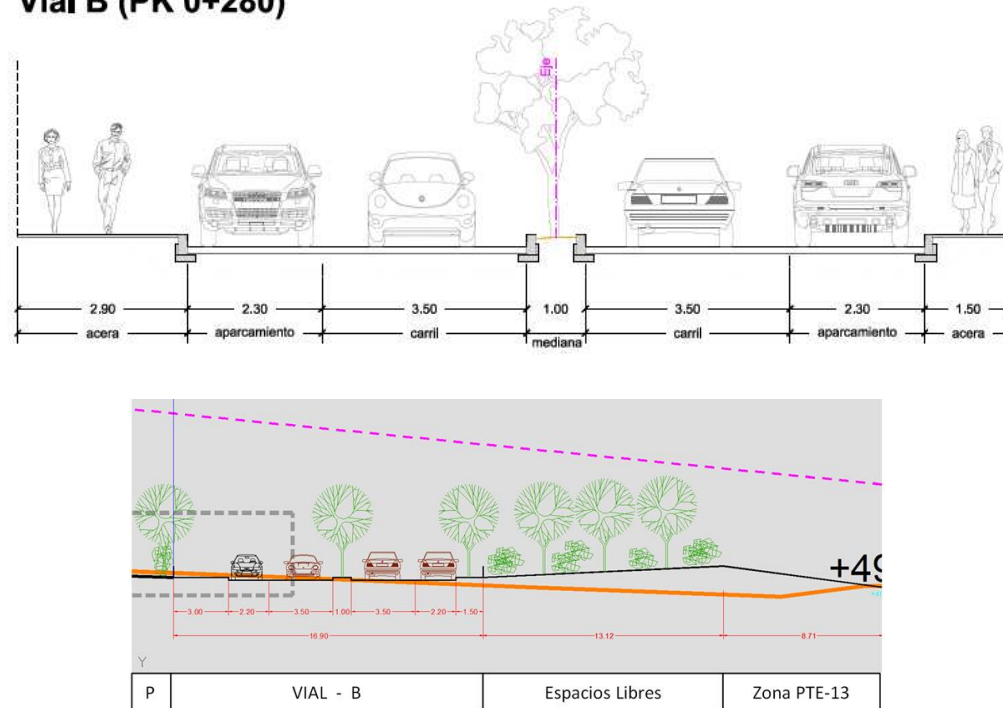 Vial B (PK 0+280)
Eje
2.90 2.30 3.50 1.00 3.50 2.30 1.50
acera aparcamiento carril mediana carril aparcamiento acera
3.00 2.20 3.50 1.00 3.50 2.20 1.50
+49
16.90 13.12 8.71
Y
P VIAL - B Espacios Libres Zona PTE-13